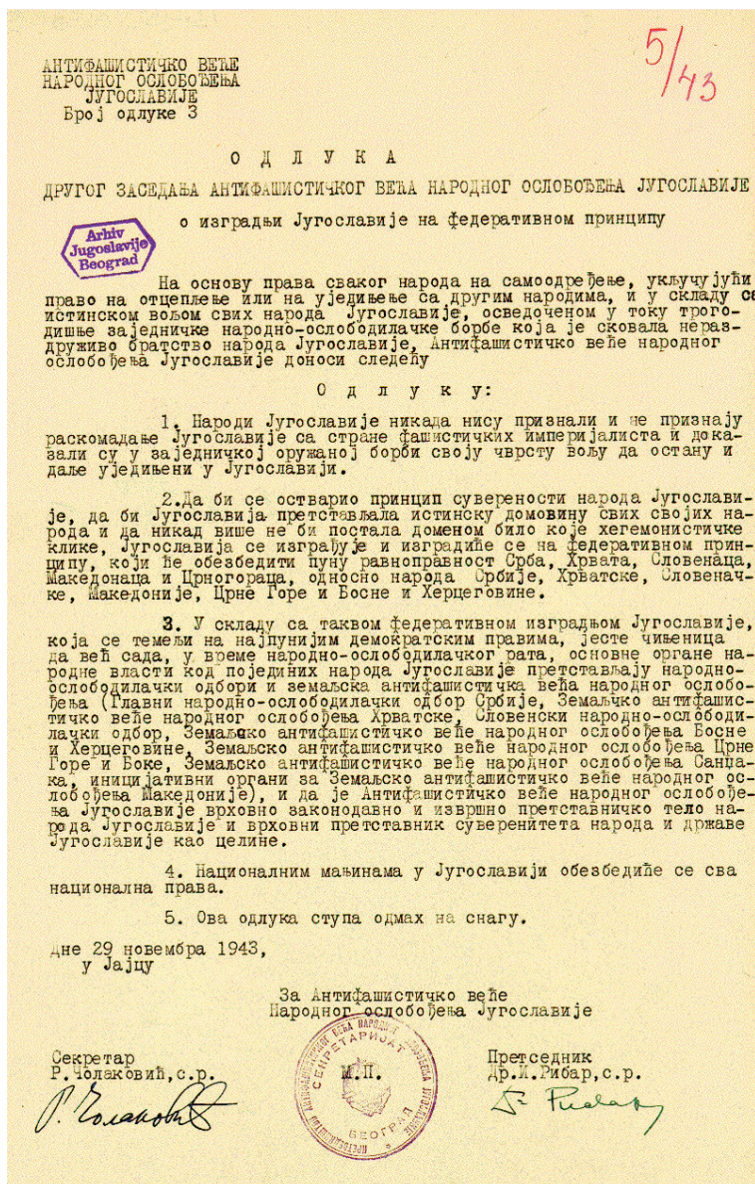 5/43
АНТИФАШИСТИЧКО ВЕЋЕ
НАРОДНОГ ОСЛОБОЂЕЊА
ЈУГОСЛАВИЈЕ
Број одлуке 3
О Д Л У К А
ДРУГОГ ЗАСЕДАЊА АНТИФАШИСТИЧКОГ ВЕЋА НАРОДНОГ ОСЛОБОЂЕЊА ЈУГОСЛАВИЈЕ
о изградњи Југославије на федеративном принципу
Arhiv
Jugoslavije
Beograd
На основу права сваког народа на самоодређење, укључујући
право на отцепљење или на уједињење са другим народима, и у складу са
истинском вољом свих народа Југославије, осведоченом у току трого-
дишње заједничке народно-ослободилачке борбе која је сковала нераз-
друживо братство народа Југославије, Антифашистичко веће народног
ослобођења Југославије доноси следећу
О д л у к у:
1. Народи Југославије никада нису признали и не признају
раскомадање Југославије са стране фашистичких империјалиста и дока-
зали су у заједничкој оружаној борби своју чврсту вољу да остану и
даље уједињени у Југославији.
2.Да би се остварио принцип суверености народа Југослави-
је, да би Југославија претстављала истинску домовину свих својих на-
рода и да никад више не би постала доменом било које хегемонистичке
клике, Југославија се изграђује и изградиће се на федеративном прин-
ципу, који ће обезбедити пуну равноправност Срба, Хрвата, Словенаца,
Македонаца и Црногораца, односно народа Србије, Хрватске, Словенач-
ке, Македоније, Црне Горе и Босне и Херцеговине.
3. У складу са таквом федеративном изградњом Југославије,
која се темељи на најпунијим демократским правима, јесте чињеница
да већ сада, у време народно-ослободилачког рата, основне органе на-
родне власти код појединих народа Југославије претстављају народно-
ослободилачки одбори и земаљска антифашистичка већа народног ослобо-
ђења (Главни народно-ослободилачки одбор Србије, Земаљчко антифашис-
тичко веће народног ослобођења Хрватске, Словенски народно-ослободи-
лачки одбор, Земаљско антифашистичко веће народног ослобођења Босне
и Херцеговине, Земаљско антифашистичко веће народног ослобођења Црне
Горе и Боке, Земаљско антифашистичко веће народног ослобођења Санџа-
ка, иницијативни органи за Земаљско антифашистичко веће народног ос-
лобођења Македоније), и да је Антифашистичко веће народног ослобође-
ња Југославије врховно законодавно и извршно претставничко тело на-
рода Југославије и врховни претставник суверенитета народа и државе
Југославије као целине.
4. Националним мањинама у Југославији обезбедиће се сва
национална права.
5. Ова одлука ступа одмах на снагу.
Дне 29 новембра 1943,
у Јајцу
За Антифашистичко веће
Народног ослобођења Југославије
Секретар
Р.Чолаковић,с.р.
М.П.
Претседник
Др.И.Рибар,с.р.
СЕКРЕТАРИЈАТ
БЕОГРАД
Р. Чолаковић